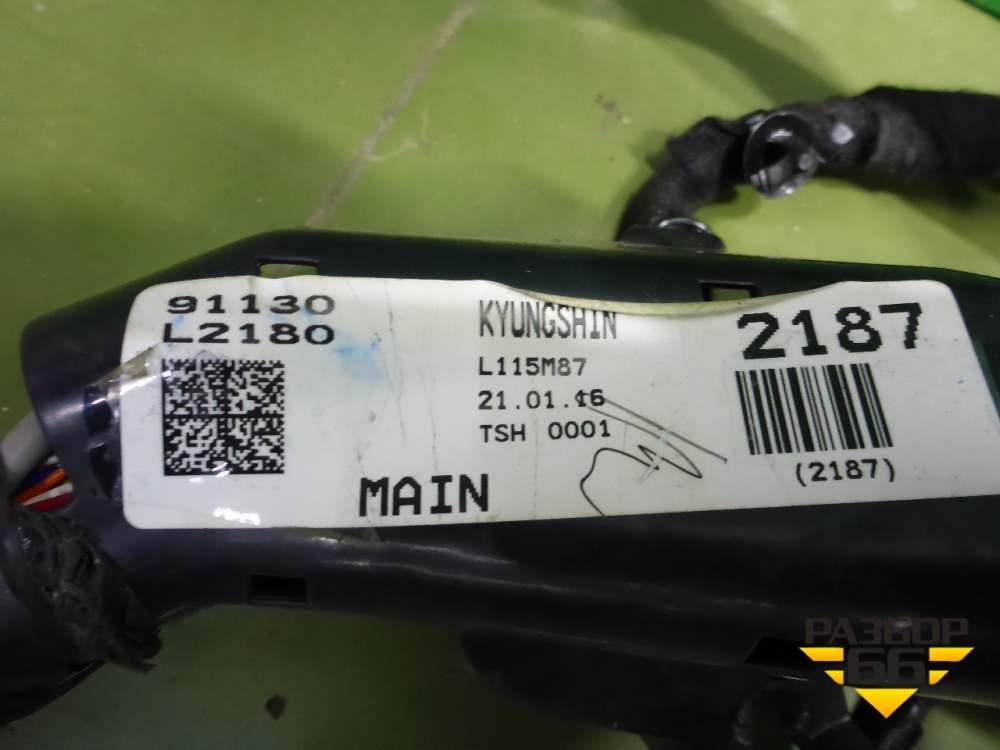 91130
L2180
KYUNGSHIN
L115M87
21.01.16
TSH 0001
MAIN
2187
(2187)
РАЗБОР
66